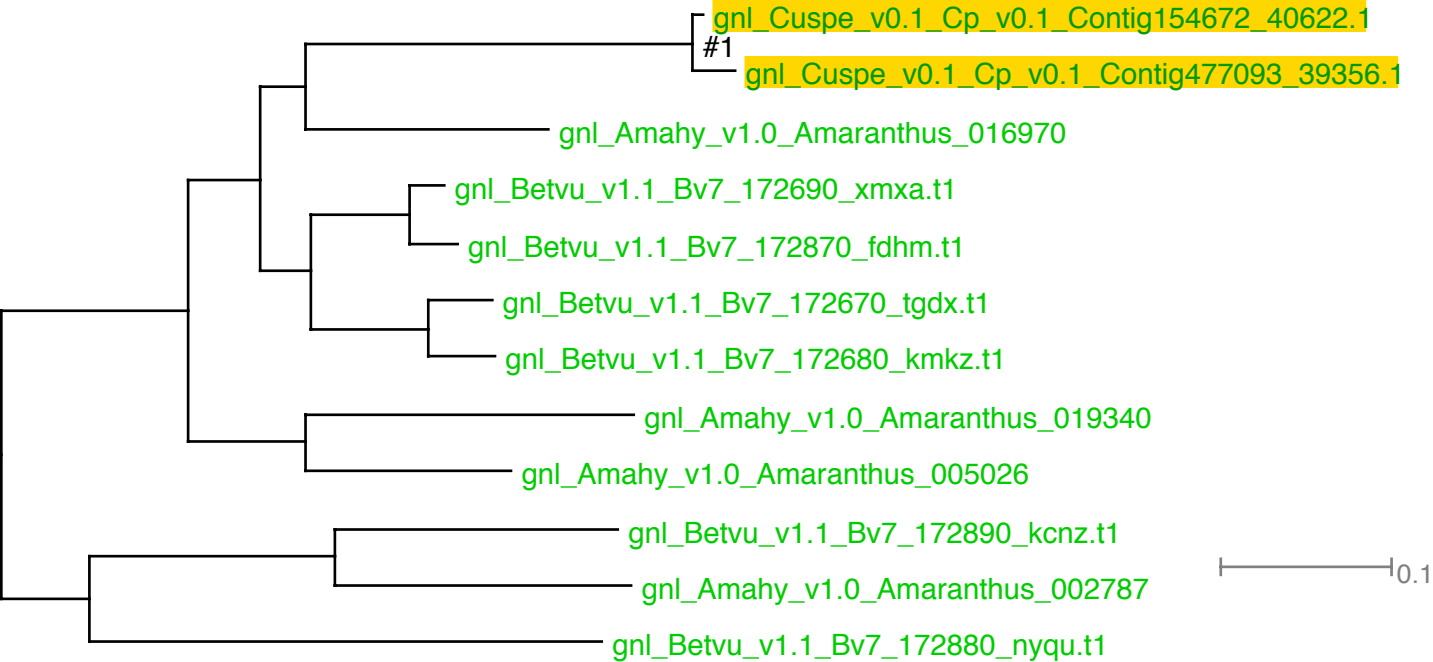 gnl_Cuspe_v0.1_Cp_v0.1_Contig154672_40622.1
#1
gnl_Cuspe_v0.1_Cp_v0.1_Contig477093_39356.1
gnl_Amahy_v1.0_Amaranthus_016970
gnl_Betvu_v1.1_Bv7_172690_xmxa.t1
gnl_Betvu_v1.1_Bv7_172870_fdhm.t1
gnl_Betvu_v1.1_Bv7_172670_tgdx.t1
gnl_Betvu_v1.1_Bv7_172680_kmkz.t1
gnl_Amahy_v1.0_Amaranthus_019340
gnl_Amahy_v1.0_Amaranthus_005026
gnl_Betvu_v1.1_Bv7_172890_kcnz.t1
0.1
gnl_Amahy_v1.0_Amaranthus_002787
gnl_Betvu_v1.1_Bv7_172880_nyqu.t1